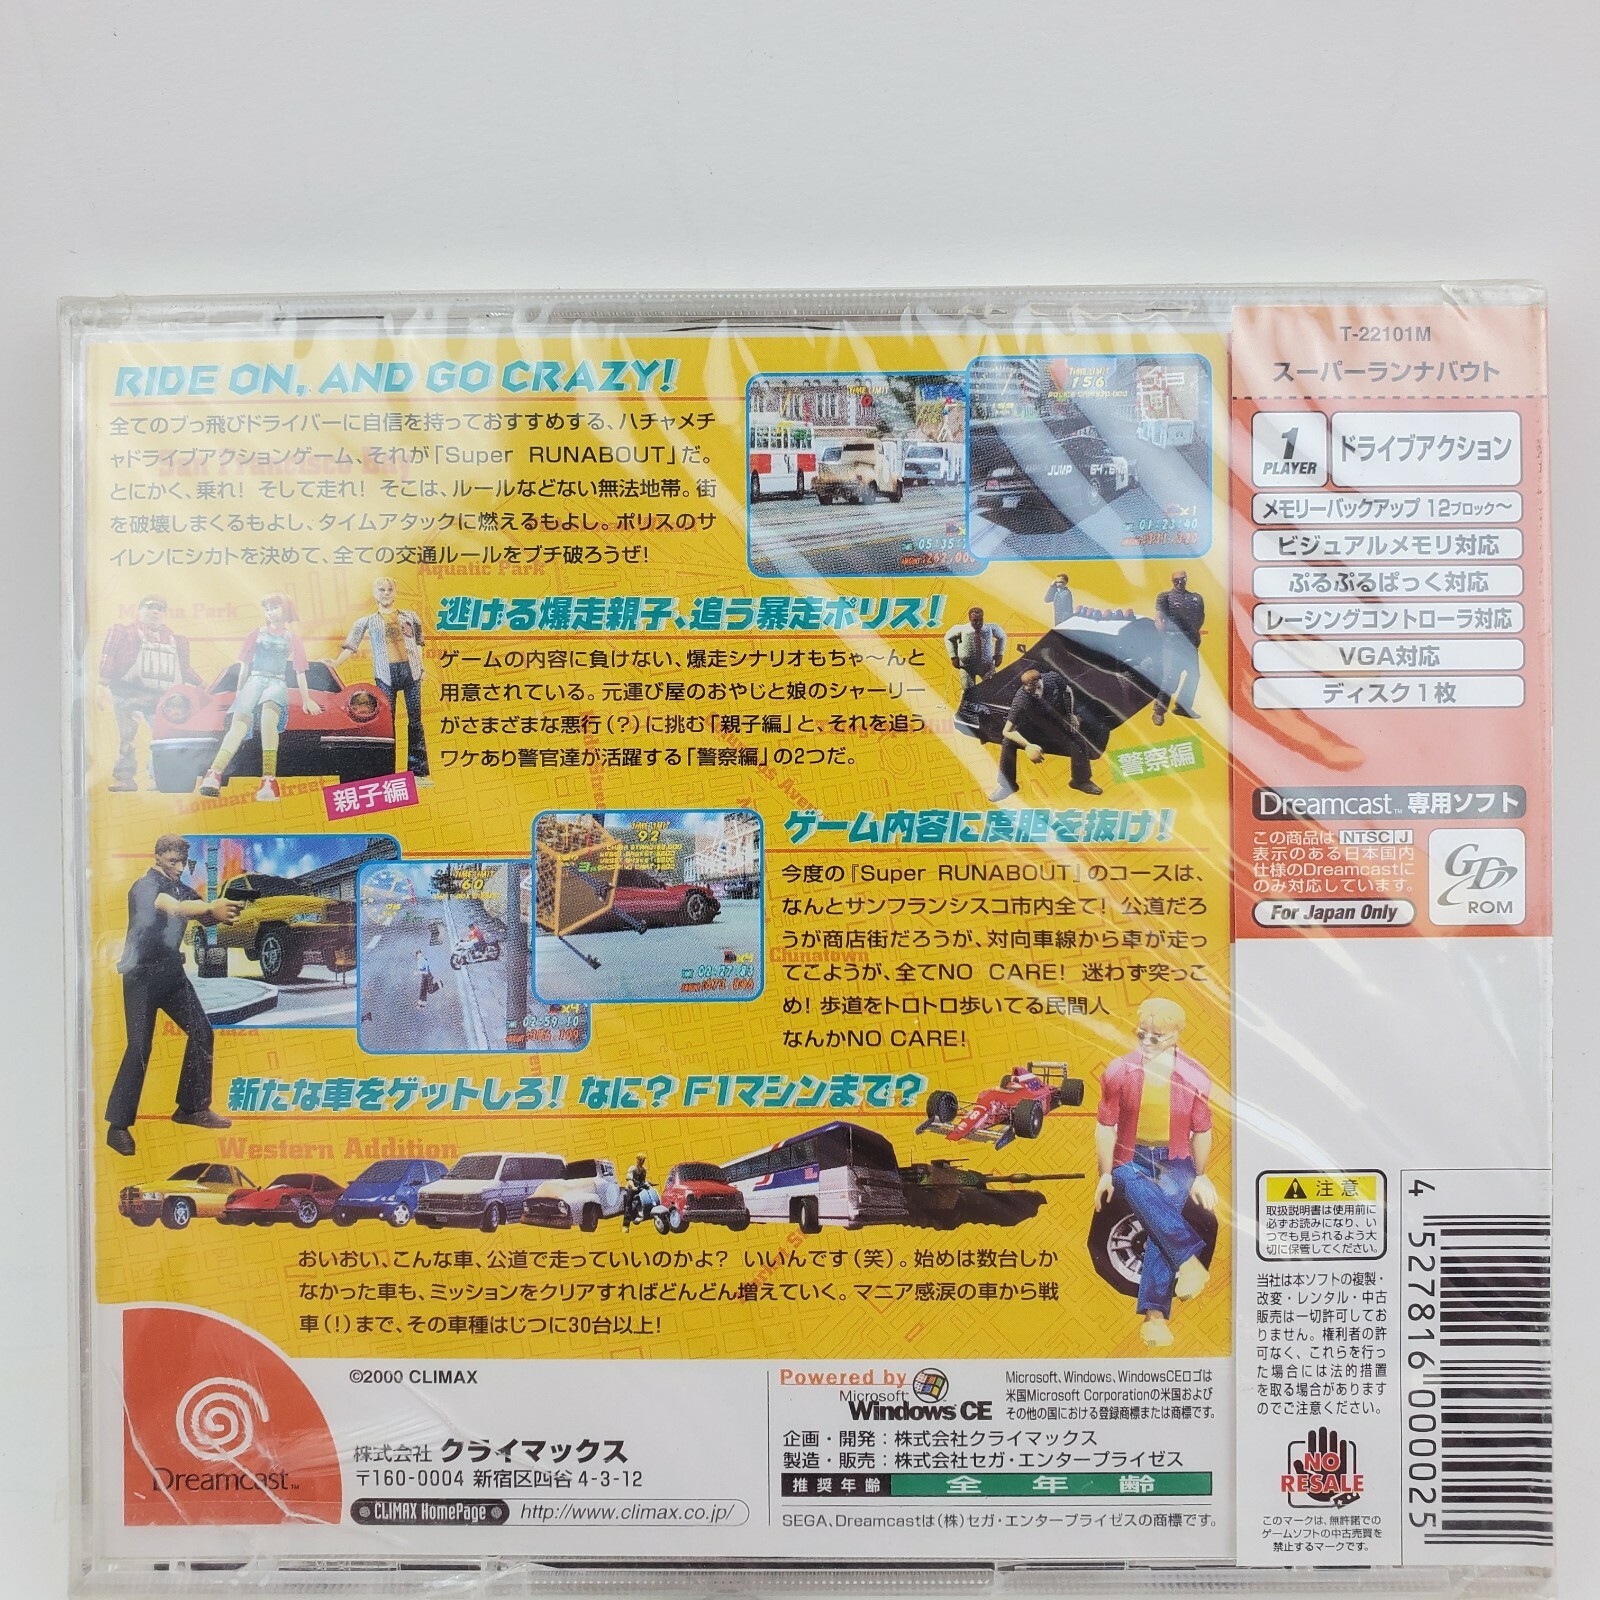 RIDE ON, AND GO CRAZY!
全てのブっ飛びドライバーに自信を持っておすすめする、ハチャメチ
ャドライブアクションゲーム、それが「Super RUNABOUT」だ。
とにかく、乗れ! そして走れ! そこは、ルールなどない無法地帯。街
を破壊しまくるもよし、タイムアタックに燃えるもよし。ポリスのサ
イレンにシカトを決めて、全ての交通ルールをブチ破ろうぜ!
Aquatic Park
TIME LIMIT
156
JUMP
×1
01:23:40
逃げる爆走親子、追う暴走ポリス!
ゲームの内容に負けない、爆走シナリオもちゃ〜んと
用意されている。元運び屋のおやじと娘のシャーリー
がさまざまな悪行(?)に挑む「親子編」と、それを追う
ワケあり警官達が活躍する「警察編」の2つだ。
親子編
警察編
Lombard Street
TIME LIMIT
60
×4
02:59:10
TIME LIMIT
92
02:27:83
ゲーム内容に度胆を抜け!
今度の『Super RUNABOUT』のコースは、
なんとサンフランシスコ市内全て! 公道だろ
うが商店街だろうが、対向車線から車が走っ
てこようが、全てNO CARE! 迷わず突っこ
め! 歩道をトロトロ歩いてる民間人
なんかNO CARE!
Chinatown
新たな車をゲットしろ! なに? F1マシンまで?
Western Addition
おいおい、こんな車、公道で走っていいのかよ? いいんです(笑)。始めは数台しか
なかった車も、ミッションをクリアすればどんどん増えていく。マニア感涙の車から戦
車(!)まで、その車種はじつに30台以上!
©2000 CLIMAX
Dreamcast™
株式会社 クライマックス
〒160-0004 新宿区四谷 4-3-12
CLIMAX HomePage http://www.climax.co.jp/
Powered by
Microsoft
Windows CE
Microsoft、Windows、WindowsCEロゴは
米国Microsoft Corporationの米国および
その他の国における登録商標または商標です。
企画・開発：株式会社クライマックス
製造・販売：株式会社セガ・エンタープライゼス
推奨年齢 全年齢
SEGA、Dreamcastは(株)セガ・エンタープライゼスの商標です。
T-22101M
スーパーランナバウト
1 PLAYER
ドライブアクション
メモリーバックアップ 12ブロック〜
ビジュアルメモリ対応
ぷるぷるぱっく対応
レーシングコントローラ対応
VGA対応
ディスク1枚
Dreamcast™ 専用ソフト
この商品は NTSC J
表示のある日本国内
仕様のDreamcastに
のみ対応しています。
For Japan Only
GD
ROM
注意
取扱説明書は使用前に
必ずお読みになり、い
つでも見られるよう大
切に保管してください。
当社は本ソフトの複製・
改変・レンタル・中古
販売は一切許可してお
りません。権利者の許
可なく、これらを行っ
た場合には法的措置
を取る場合があります
のでご注意ください。
NO
RESALE
このマークは、無許諾での
ゲームソフトの中古売買を
禁止するマークです。
4 527816 000025